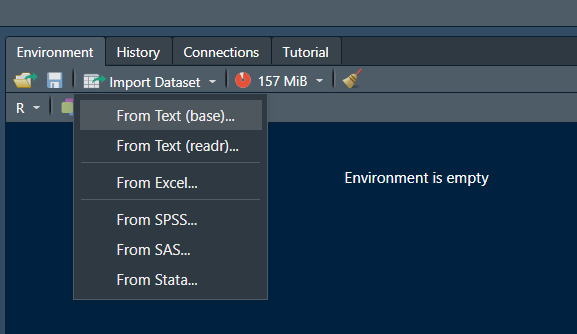 Environment History Connections Tutorial
Import Dataset 157 MiB
R
From Text (base)...
From Text (readr)...
From Excel...
From SPSS...
From SAS...
From Stata...
Environment is empty